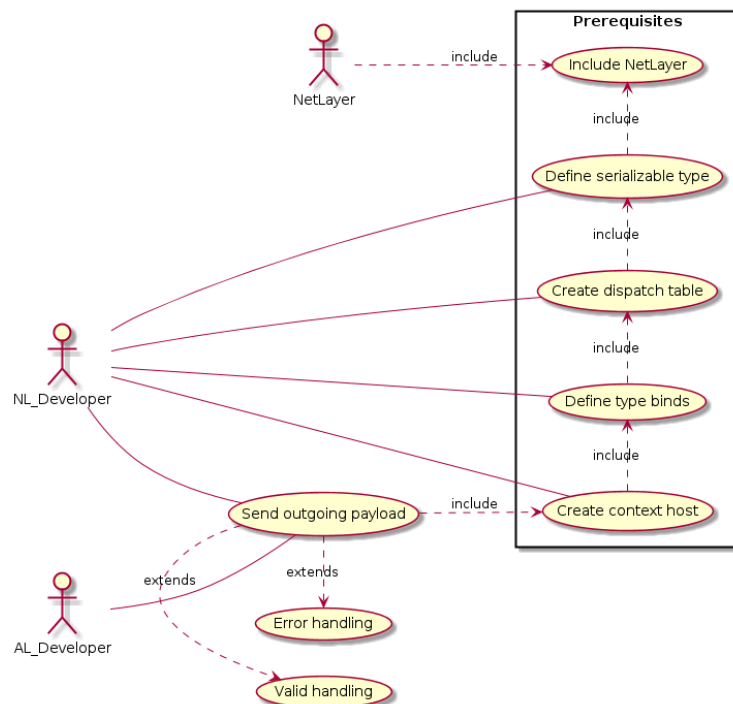 Prerequisites
include
Include NetLayer
NetLayer
include
Define serializable type
include
Create dispatch table
include
NL_Developer
Define type binds
include
Send outgoing payload
include
Create context host
extends
extends
AL_Developer
Error handling
Valid handling